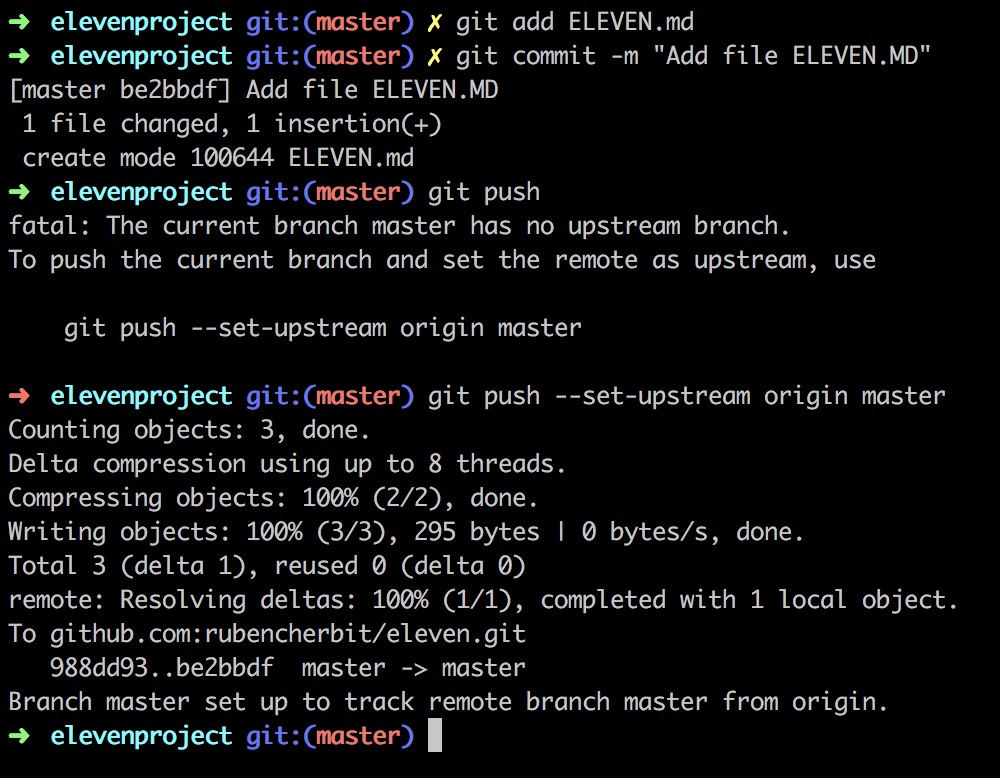 ➜  elevenproject git:(master) ✗ git add ELEVEN.md
➜  elevenproject git:(master) ✗ git commit -m "Add file ELEVEN.MD"
[master be2bbdf] Add file ELEVEN.MD
 1 file changed, 1 insertion(+)
 create mode 100644 ELEVEN.md
➜  elevenproject git:(master) git push
fatal: The current branch master has no upstream branch.
To push the current branch and set the remote as upstream, use

    git push --set-upstream origin master

➜  elevenproject git:(master) git push --set-upstream origin master
Counting objects: 3, done.
Delta compression using up to 8 threads.
Compressing objects: 100% (2/2), done.
Writing objects: 100% (3/3), 295 bytes | 0 bytes/s, done.
Total 3 (delta 1), reused 0 (delta 0)
remote: Resolving deltas: 100% (1/1), completed with 1 local object.
To github.com:rubencherbit/eleven.git
   988dd93..be2bbdf  master -> master
Branch master set up to track remote branch master from origin.
➜  elevenproject git:(master)